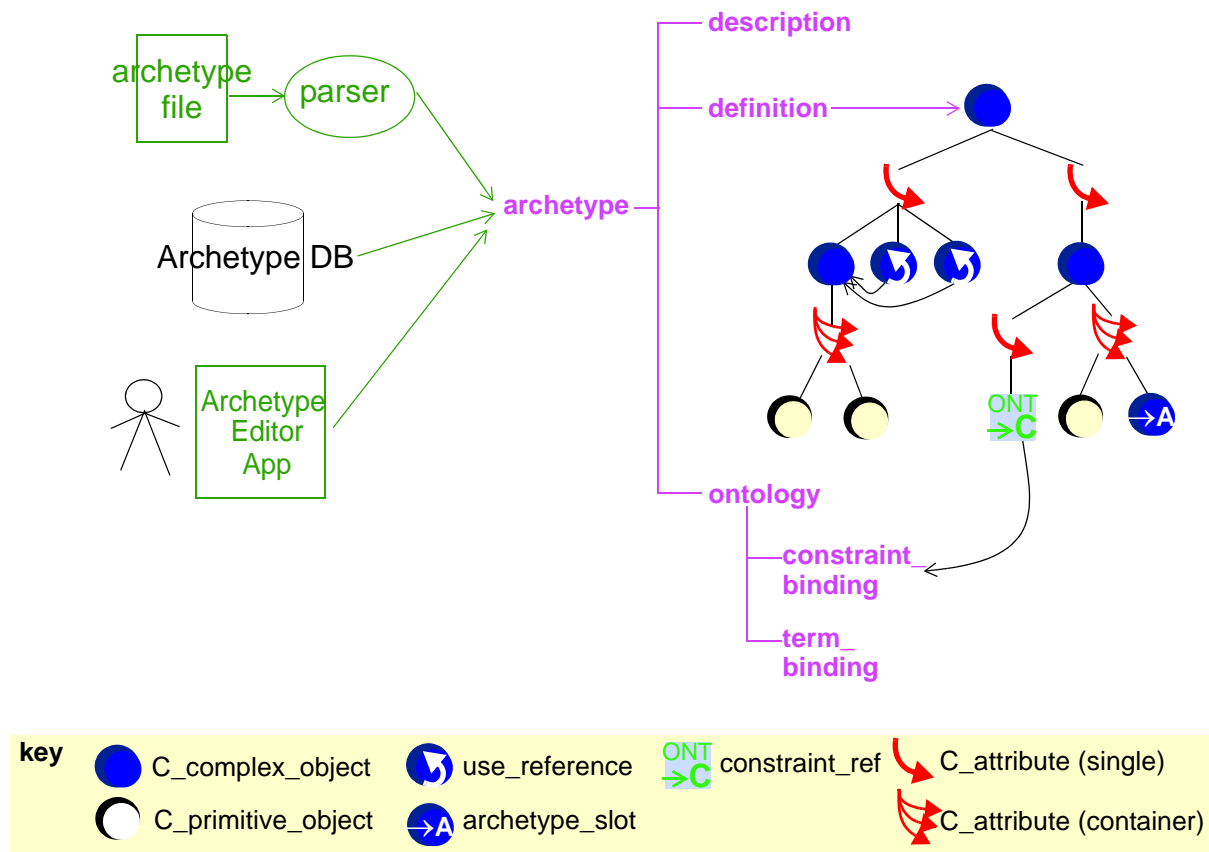 description
archetype
file
parser
definition
archetype
Archetype DB
Archetype
Editor
App
ONT
→C
→A
ontology
constraint_
binding
term_
binding
key
C_complex_object
use_reference
ONT
→C
constraint_ref
C_attribute (single)
C_primitive_object
→A
archetype_slot
C_attribute (container)